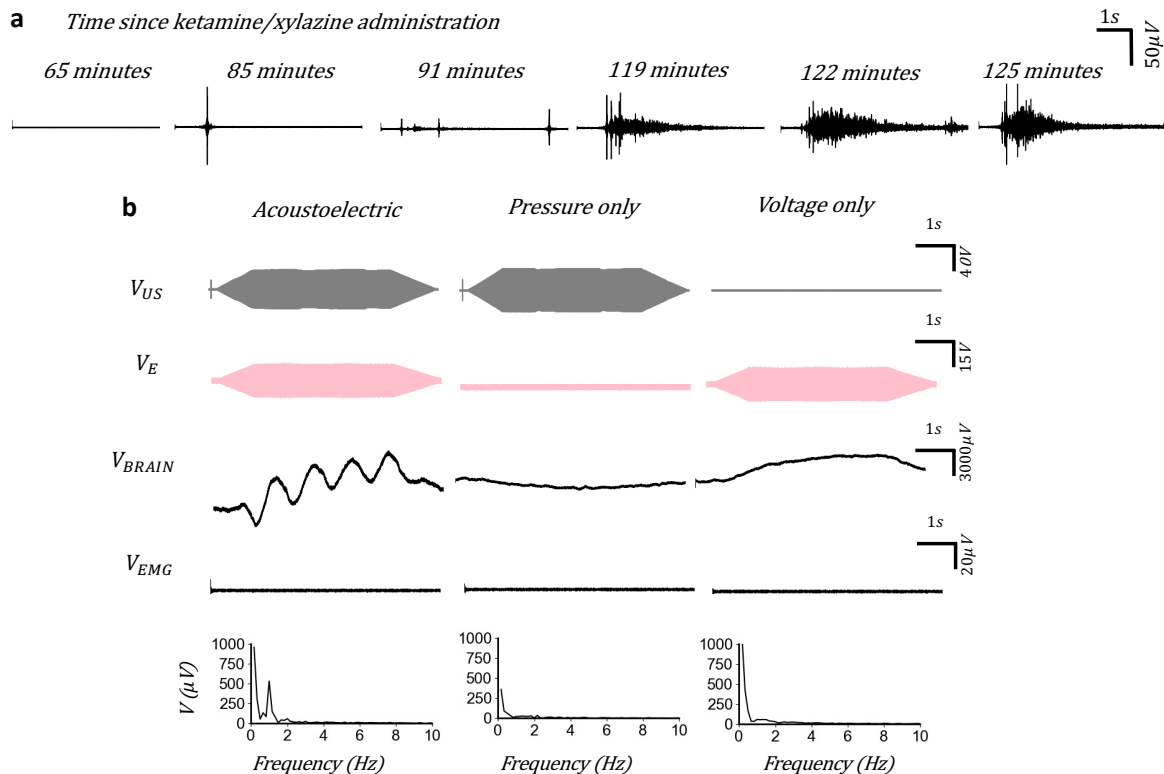 a
Time since ketamine/xylazine administration
1s
50μV
65 minutes
85 minutes
91 minutes
119 minutes
122 minutes
125 minutes
b
Acoustoelectric
Pressure only
Voltage only
1s
40V
V_US
1s
15V
V_E
1s
3000μV
V_BRAIN
1s
20μV
V_EMG
V (μV)
1000
750
500
250
0
0 2 4 6 8 10
Frequency (Hz)
1000
750
500
250
0
0 2 4 6 8 10
Frequency (Hz)
1000
750
500
250
0
0 2 4 6 8 10
Frequency (Hz)